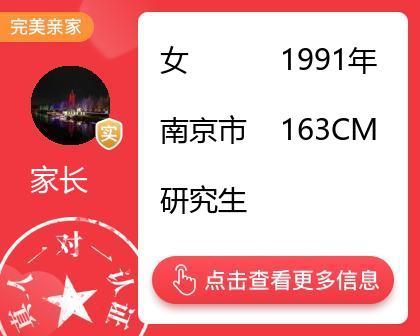 完美亲家
女 1991年
南京市 163CM
研究生
实
家长
真人一对一认证
点击查看更多信息